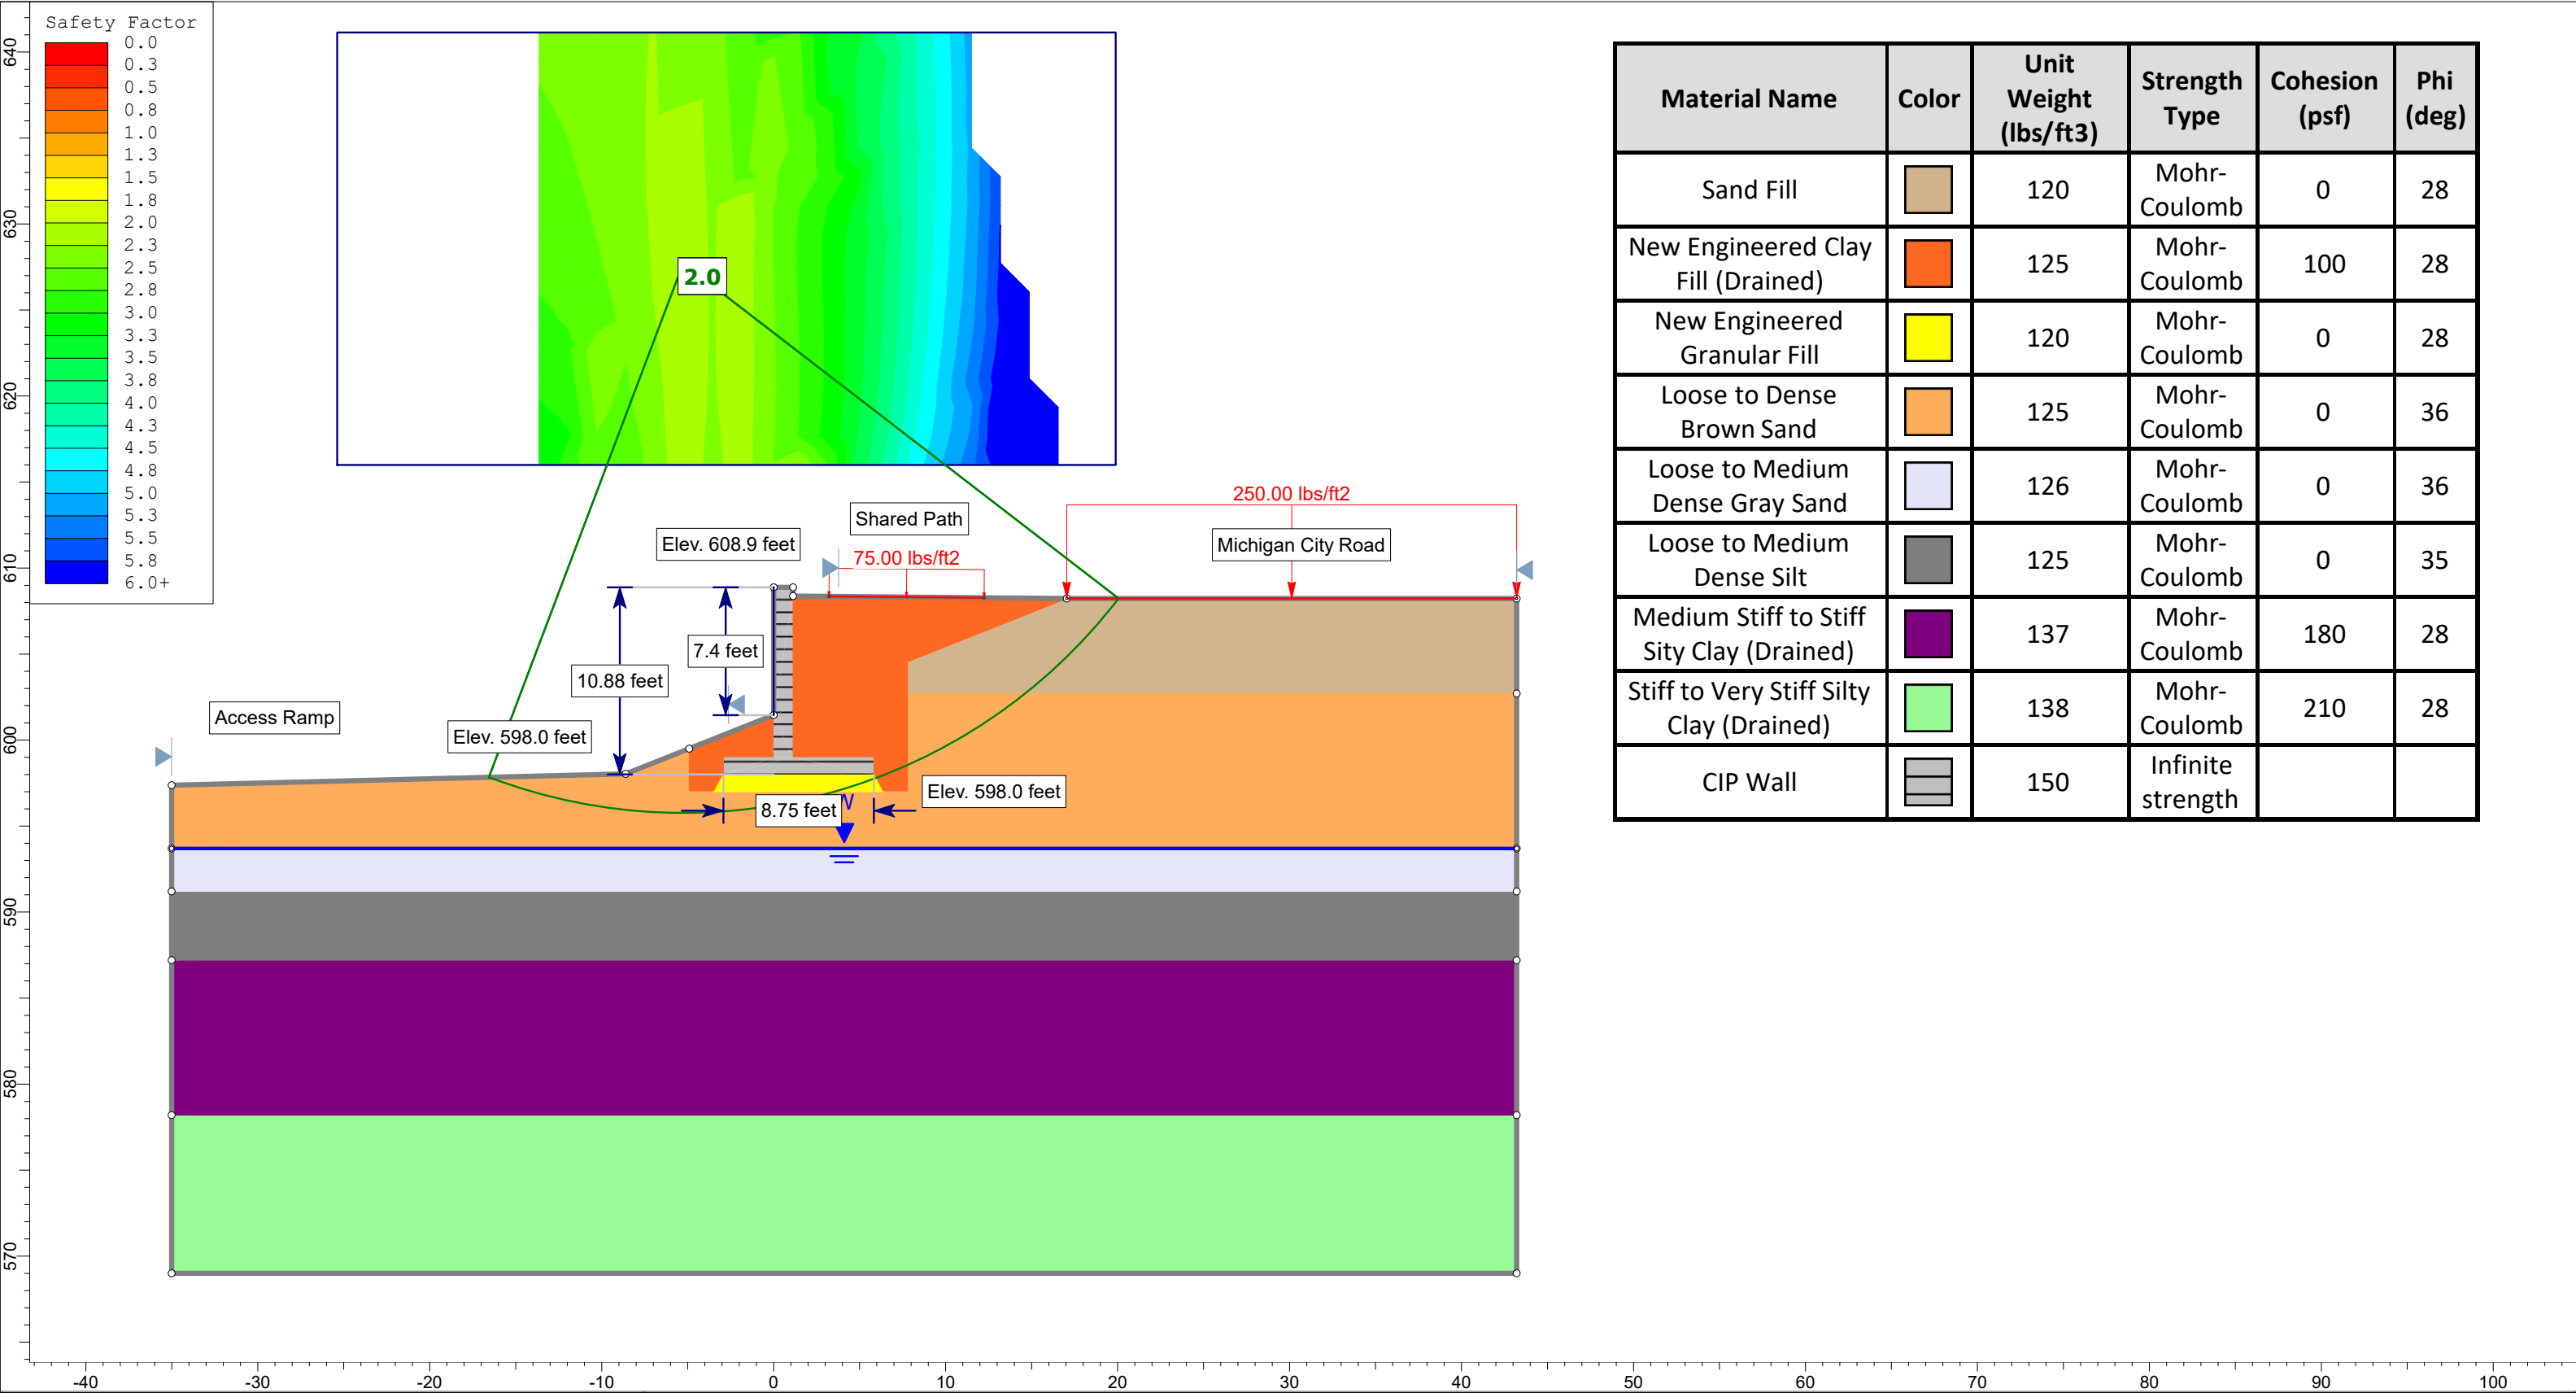 Safety Factor
0.0
0.3
0.5
0.8
1.0
1.3
1.5
1.8
2.0
2.3
2.5
2.8
3.0
3.3
3.5
3.8
4.0
4.3
4.5
4.8
5.0
5.3
5.5
5.8
6.0+
640
630
620
610
600
590
580
570
2.0
250.00 lbs/ft2
Shared Path
Elev. 608.9 feet
75.00 lbs/ft2
Michigan City Road
7.4 feet
10.88 feet
Access Ramp
Elev. 598.0 feet
Elev. 598.0 feet
8.75 feet
W
-40 -30 -20 -10 0 10 20 30 40 50 60 70 80 90 100
Material Name Color Unit Weight (lbs/ft3) Strength Type Cohesion (psf) Phi (deg)
Sand Fill 120 Mohr-Coulomb 0 28
New Engineered Clay Fill (Drained) 125 Mohr-Coulomb 100 28
New Engineered Granular Fill 120 Mohr-Coulomb 0 28
Loose to Dense Brown Sand 125 Mohr-Coulomb 0 36
Loose to Medium Dense Gray Sand 126 Mohr-Coulomb 0 36
Loose to Medium Dense Silt 125 Mohr-Coulomb 0 35
Medium Stiff to Stiff Sity Clay (Drained) 137 Mohr-Coulomb 180 28
Stiff to Very Stiff Silty Clay (Drained) 138 Mohr-Coulomb 210 28
CIP Wall 150 Infinite strength